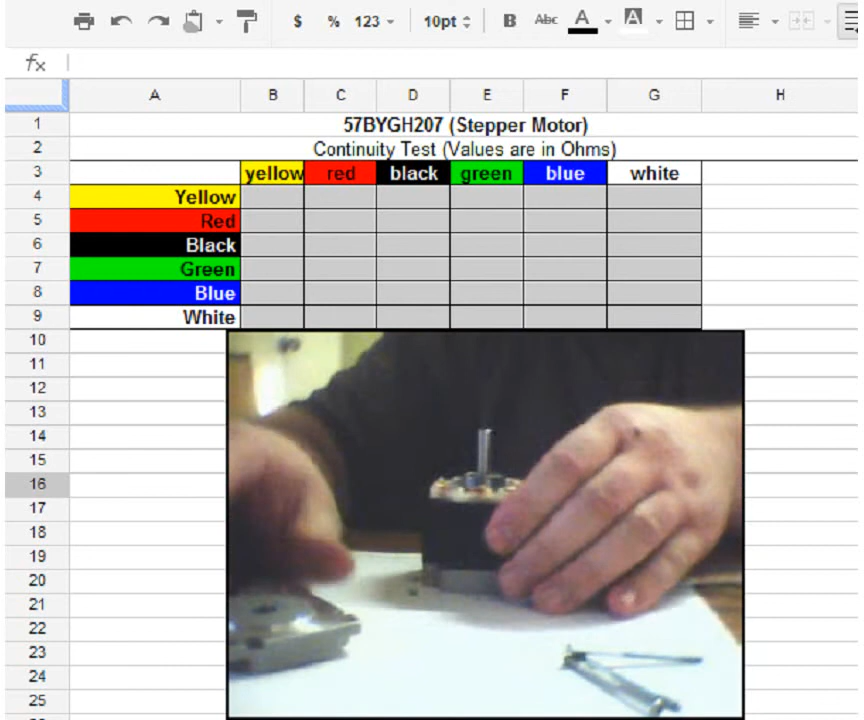 $ % 123 10pt B Abc A A
fx
A B C D E F G H
1 57BYGH207 (Stepper Motor)
2 Continuity Test (Values are in Ohms)
3 yellow red black green blue white
4 Yellow
5 Red
6 Black
7 Green
8 Blue
9 White
10
11
12
13
14
15
16
17
18
19
20
21
22
23
24
25